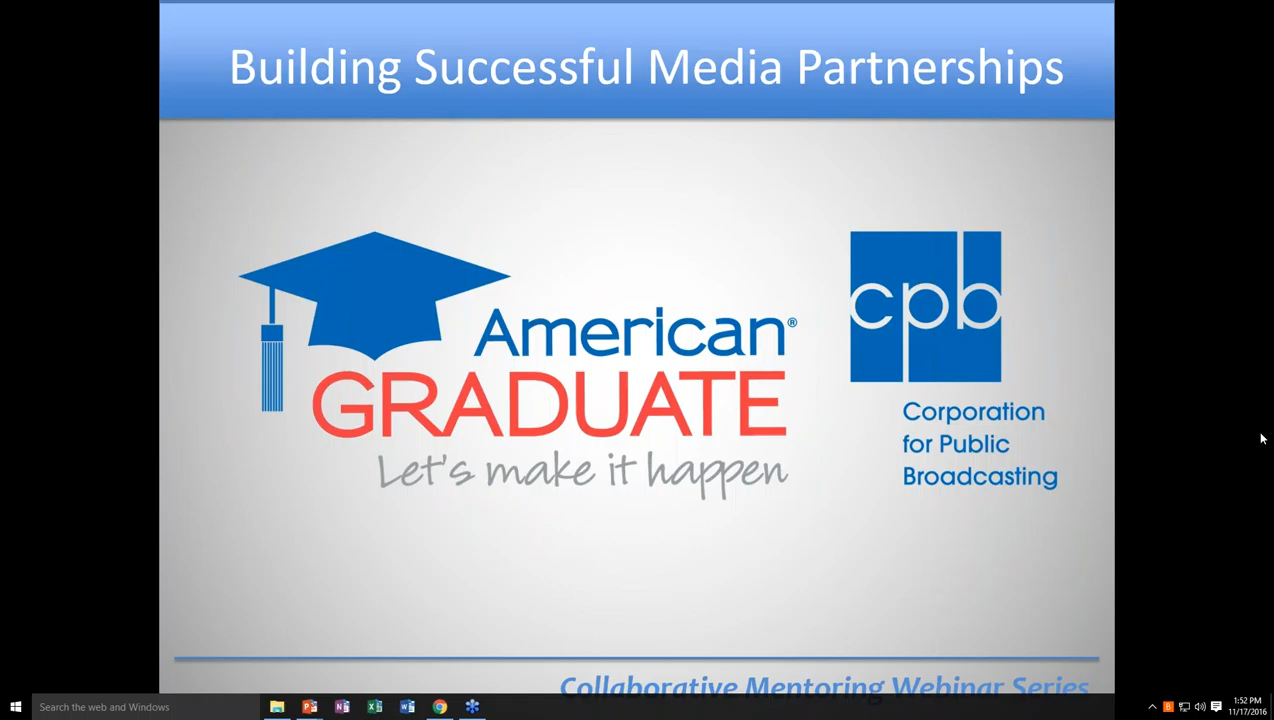 Building Successful Media Partnerships
American®
GRADUATE
Let's make it happen
cpb
Corporation
for Public
Broadcasting
Collaborative Mentoring Webinar Series
Search the web and Windows
1:52 PM
11/17/2016